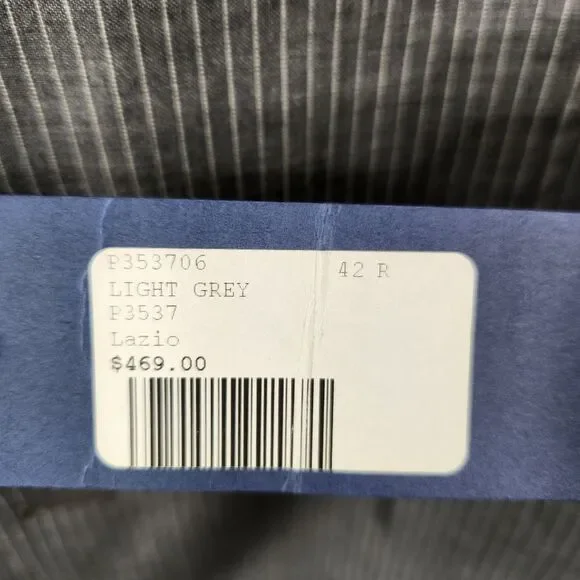 P353706
42 R
LIGHT GREY
P3537
Lazio
$469.00